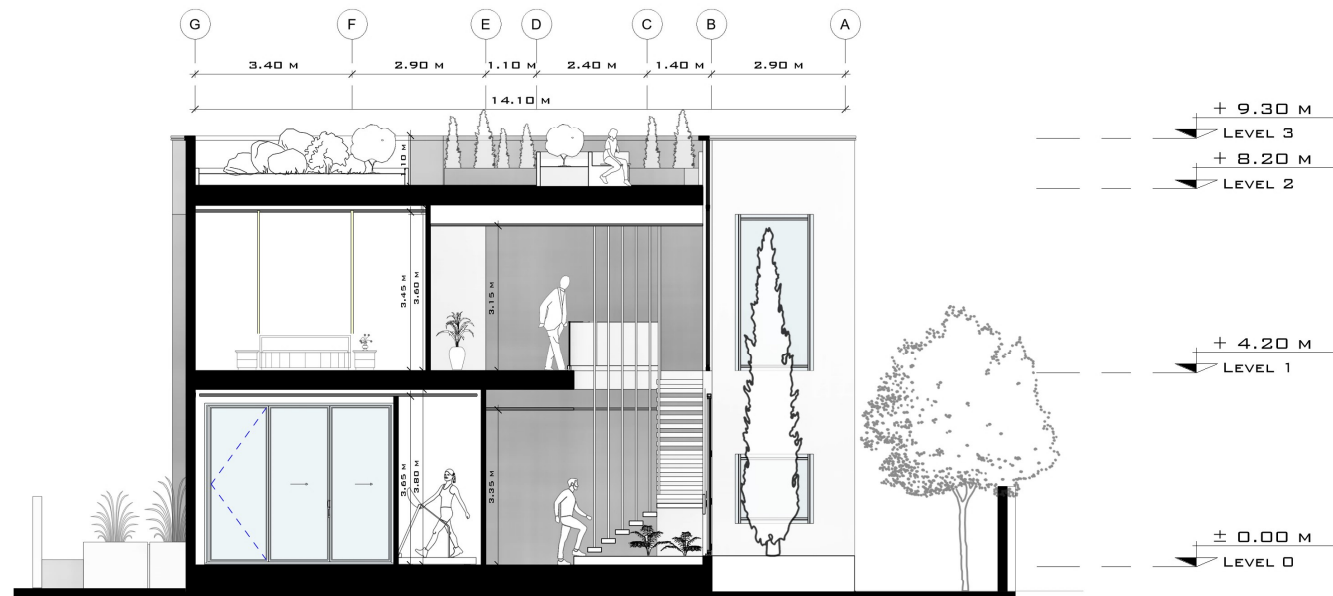 G F E D C B A
3.40 M 2.90 M 1.10 M 2.40 M 1.40 M 2.90 M
14.10 M
± 9.30 M
LEVEL 3
± 8.20 M
LEVEL 2
3.45 M
3.60 M
3.15 M
± 4.20 M
LEVEL 1
3.65 M
3.80 M
3.35 M
± 0.00 M
LEVEL 0